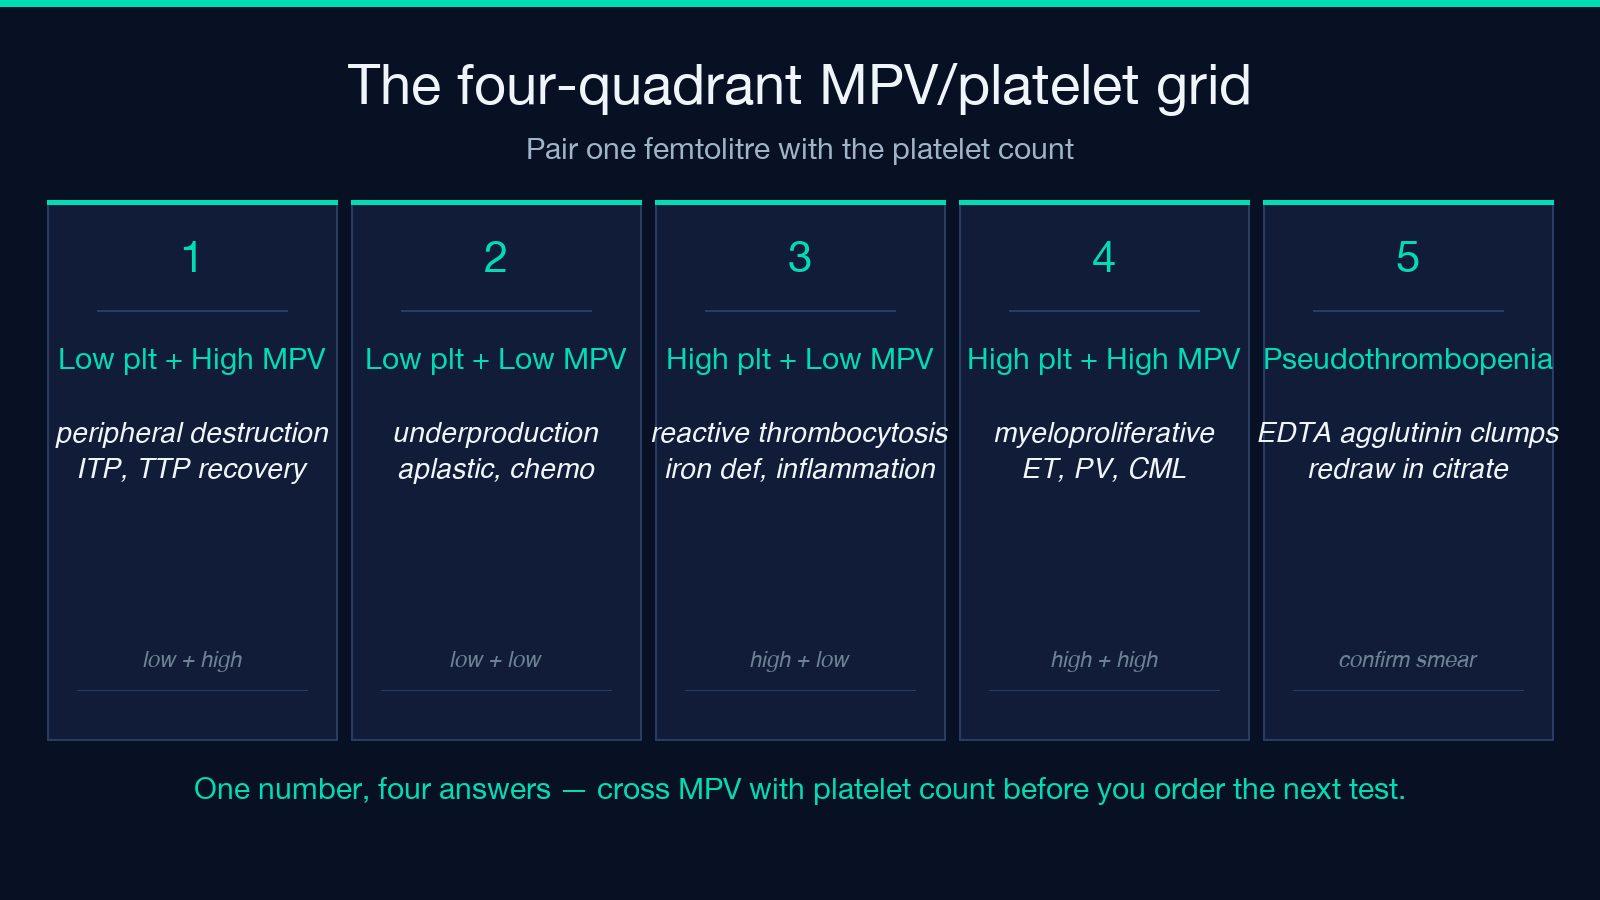 The four-quadrant MPV/platelet grid
Pair one femtolitre with the platelet count
1
Low plt + High MPV
peripheral destruction
ITP, TTP recovery
low + high
2
Low plt + Low MPV
underproduction
aplastic, chemo
low + low
3
High plt + Low MPV
reactive thrombocytosis
iron def, inflammation
high + low
4
High plt + High MPV
myeloproliferative
ET, PV, CML
high + high
5
Pseudothrombopenia
EDTA agglutinin clumps
redraw in citrate
confirm smear
One number, four answers — cross MPV with platelet count before you order the next test.